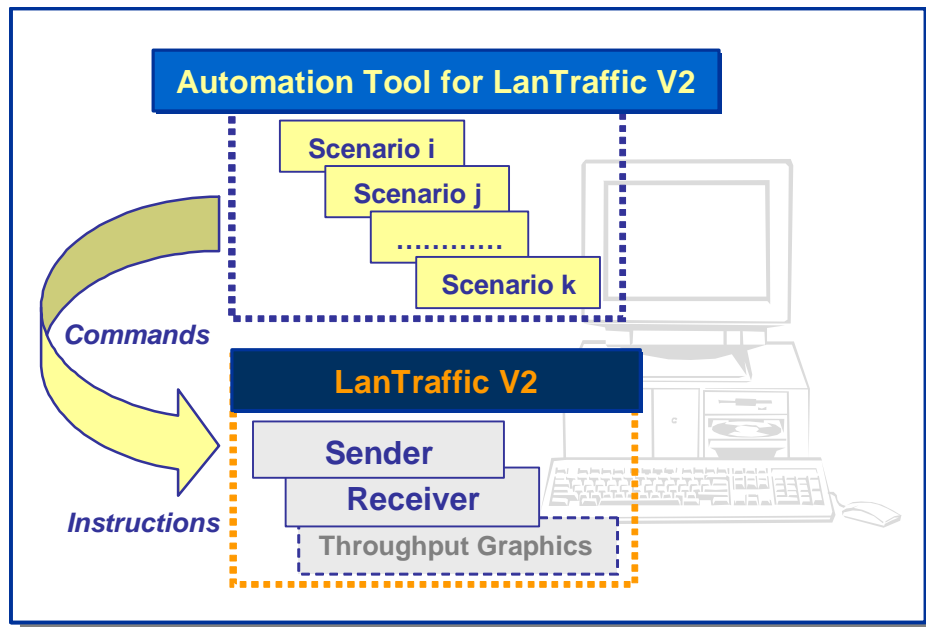 Automation Tool for LanTraffic V2
Scenario i
Scenario j
............
Scenario k
Commands
LanTraffic V2
Sender
Receiver
Instructions
Throughput Graphics